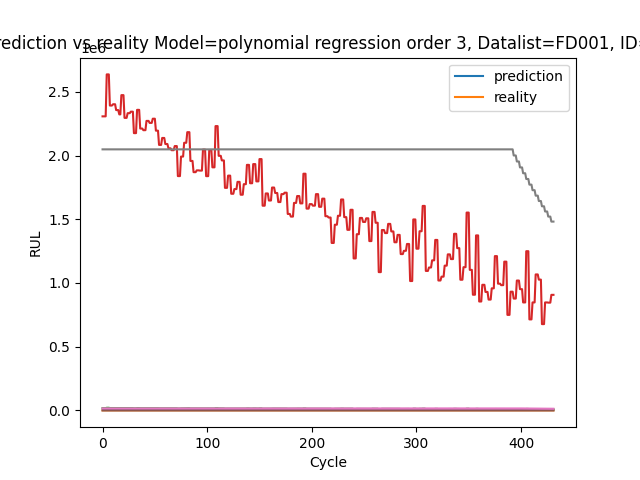 rediction vs reality Model=polynomial regression order 3, Datalist=FD001, ID=
1e6
prediction
reality
2.5
2.0
1.5
1.0
0.5
0.0
RUL
0 100 200 300 400
Cycle